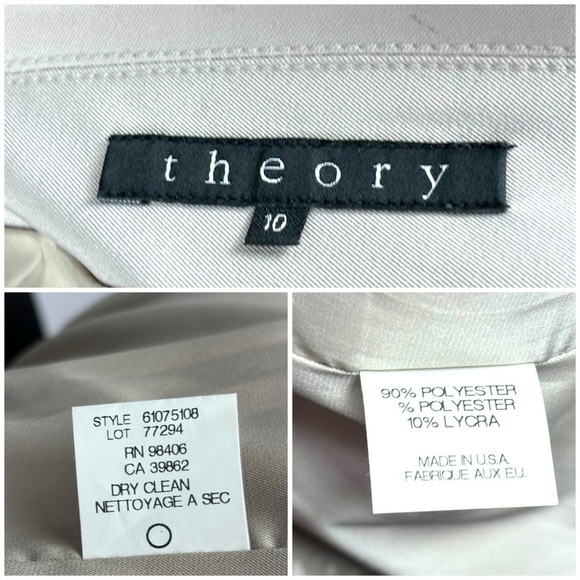 theory
10
STYLE 61075108
LOT 77294
RN 98406
CA 39862
DRY CLEAN
NETTOYAGE A SEC
90% POLYESTER
% POLYESTER
10% LYCRA
MADE IN U.S.A.
FABRIQUE AUX EU.